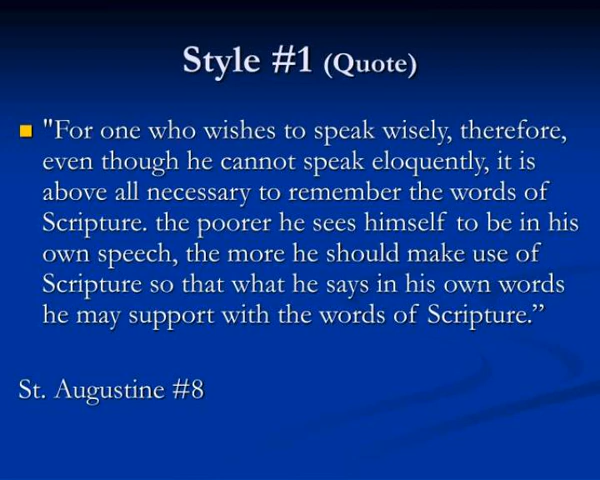 Style #1 (Quote)
"For one who wishes to speak wisely, therefore,
even though he cannot speak eloquently, it is
above all necessary to remember the words of
Scripture. the poorer he sees himself to be in his
own speech, the more he should make use of
Scripture so that what he says in his own words
he may support with the words of Scripture.”
St. Augustine #8